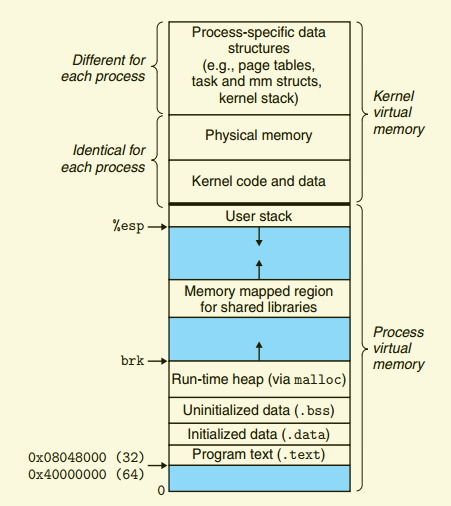 Process-specific data
structures
(e.g., page tables,
task and mm structs,
kernel stack)
Different for
each process
Kernel
virtual
memory
Physical memory
Identical for
each process
Kernel code and data
User stack
%esp
Memory mapped region
for shared libraries
Process
virtual
memory
brk
Run-time heap (via malloc)
Uninitialized data (.bss)
Initialized data (.data)
Program text (.text)
0x08048000 (32)
0x40000000 (64)
0